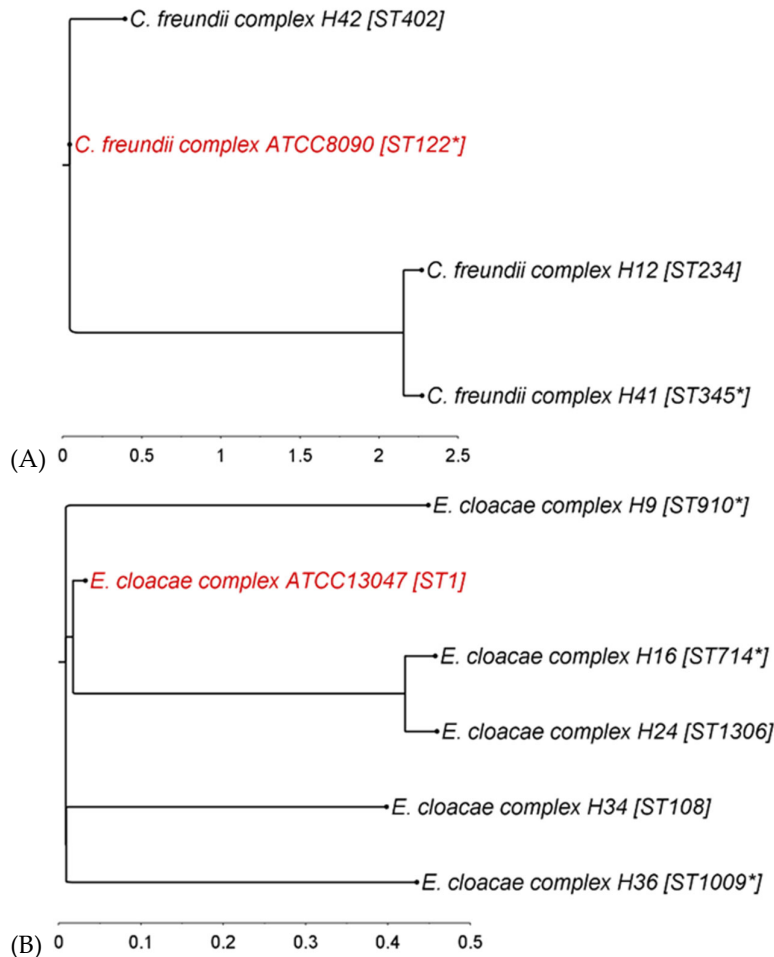 C. freundii complex H42 [ST402]
C. freundii complex ATCC8090 [ST122*]
C. freundii complex H12 [ST234]
C. freundii complex H41 [ST345*]
(A)
0 0.5 1 1.5 2 2.5
E. cloacae complex H9 [ST910*]
E. cloacae complex ATCC13047 [ST1]
E. cloacae complex H16 [ST714*]
E. cloacae complex H24 [ST1306]
E. cloacae complex H34 [ST108]
E. cloacae complex H36 [ST1009*]
(B)
0 0.1 0.2 0.3 0.4 0.5